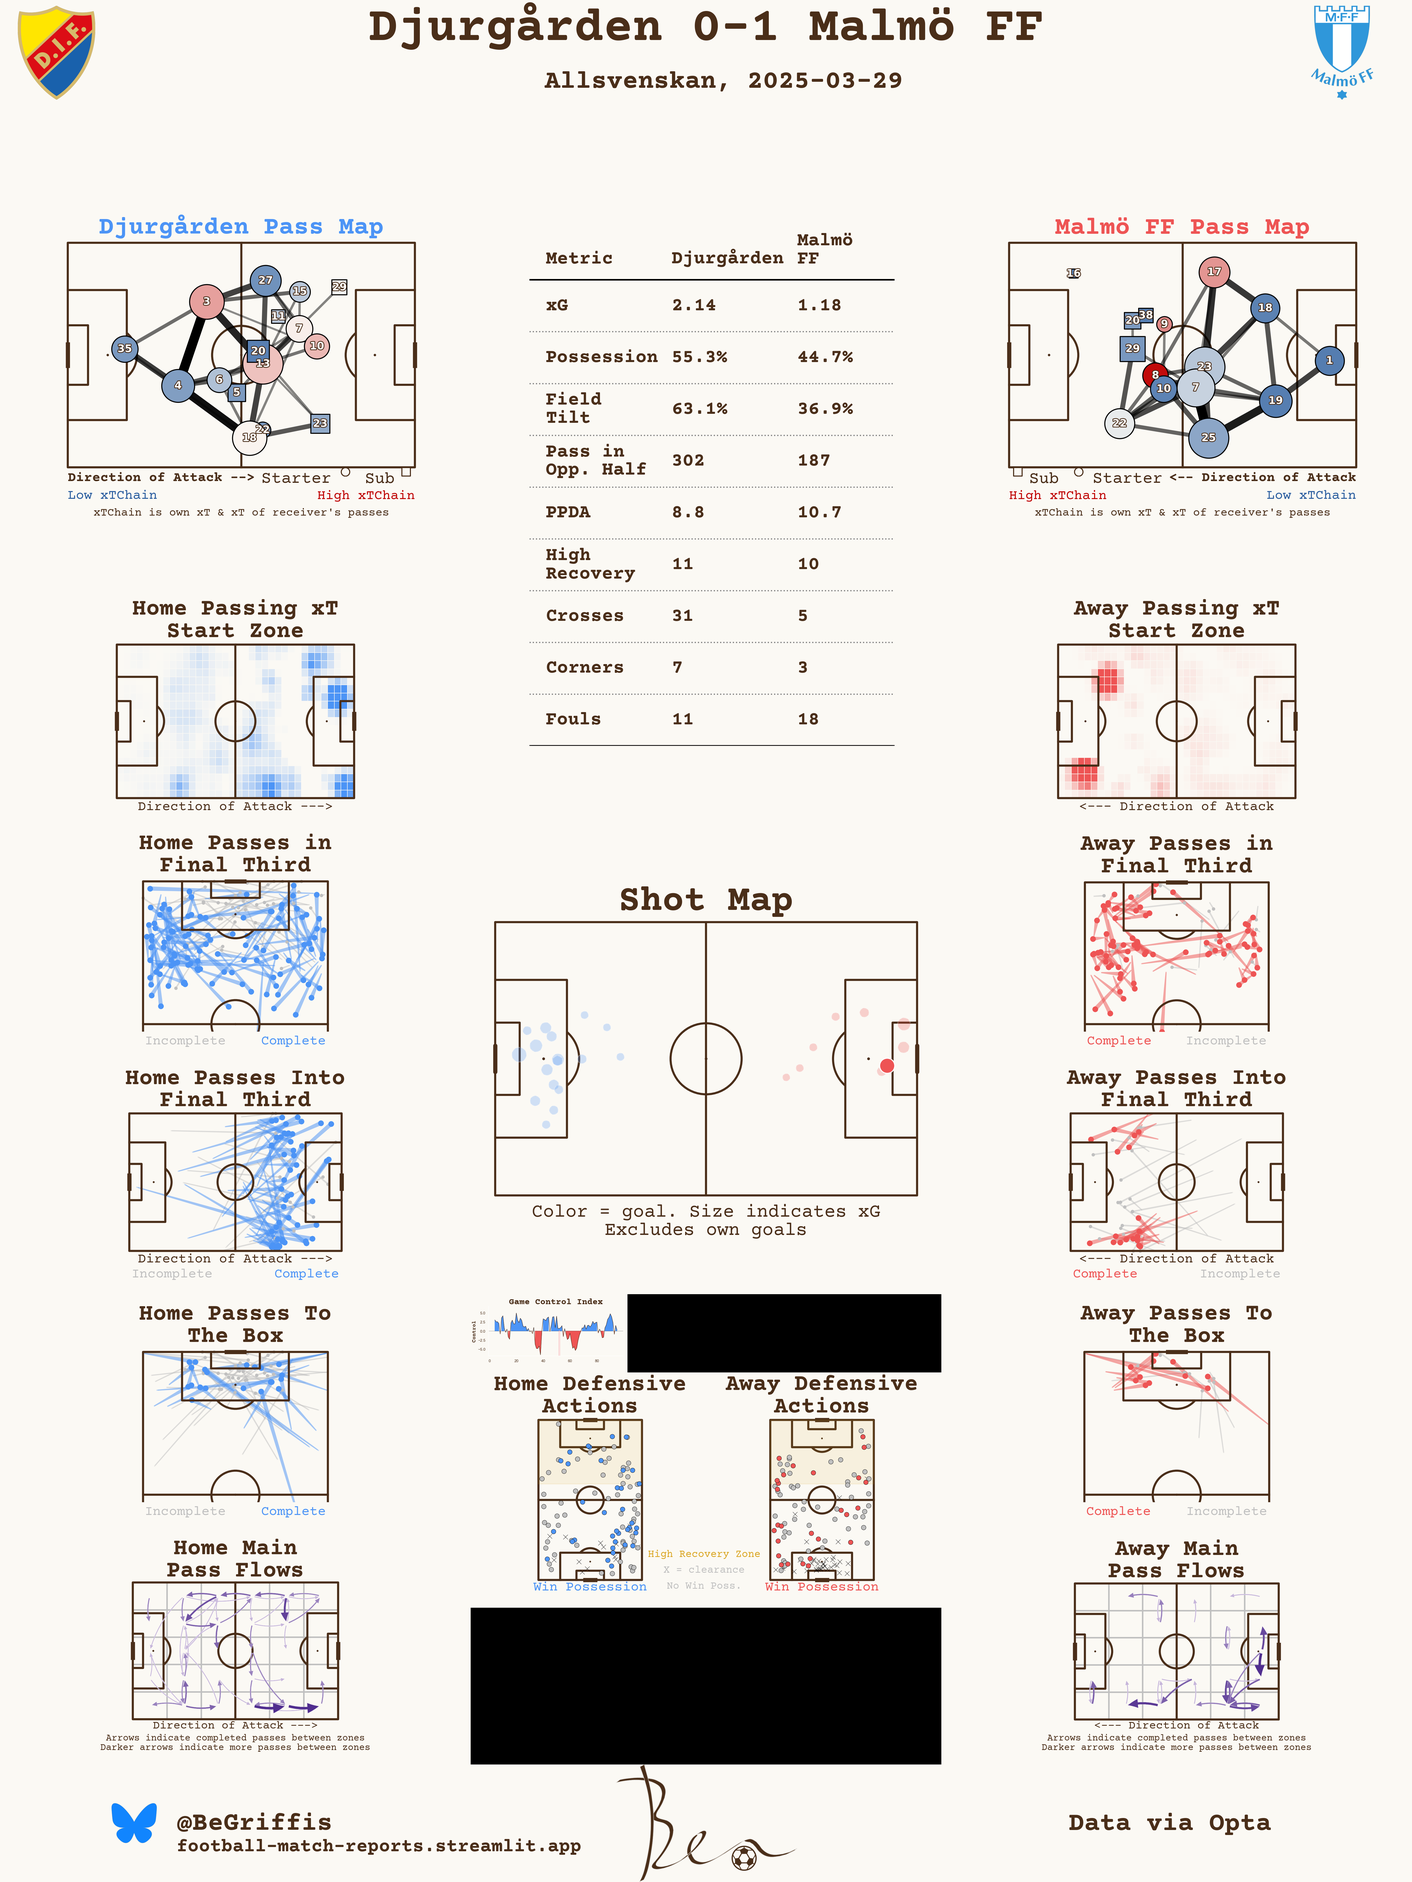 Djurgården 0-1 Malmö FF
Allsvenskan, 2025-03-29
D.I.F.
M·F·F
Malmö FF
Djurgården Pass Map
27
15
29
3
11
7
10
35
20
13
6
4
5
22
18
23
Direction of Attack --> Starter Sub
Low xTChain High xTChain
xTChain is own xT & xT of receiver's passes
Metric Djurgården Malmö FF
xG 2.14 1.18
Possession 55.3% 44.7%
Field Tilt 63.1% 36.9%
Pass in Opp. Half 302 187
PPDA 8.8 10.7
High Recovery 11 10
Crosses 31 5
Corners 7 3
Fouls 11 18
Malmö FF Pass Map
16
17
18
20
38
9
29
1
8
23
10
7
19
22
25
Sub Starter <-- Direction of Attack
High xTChain Low xTChain
xTChain is own xT & xT of receiver's passes
Home Passing xT
Start Zone
Direction of Attack --->
Away Passing xT
Start Zone
<--- Direction of Attack
Home Passes in
Final Third
Incomplete Complete
Away Passes in
Final Third
Complete Incomplete
Shot Map
Color = goal. Size indicates xG
Excludes own goals
Home Passes Into
Final Third
Direction of Attack --->
Incomplete Complete
Away Passes Into
Final Third
<--- Direction of Attack
Complete Incomplete
Game Control Index
Control
0 20 40 60 80
Home Passes To
The Box
Incomplete Complete
Away Passes To
The Box
Complete Incomplete
Home Defensive
Actions
Win Possession
Away Defensive
Actions
Win Possession
High Recovery Zone
X = clearance
No Win Poss.
Home Main
Pass Flows
Direction of Attack --->
Arrows indicate completed passes between zones
Darker arrows indicate more passes between zones
Away Main
Pass Flows
<--- Direction of Attack
Arrows indicate completed passes between zones
Darker arrows indicate more passes between zones
@BeGriffis
football-match-reports.streamlit.app
Ben
Data via Opta